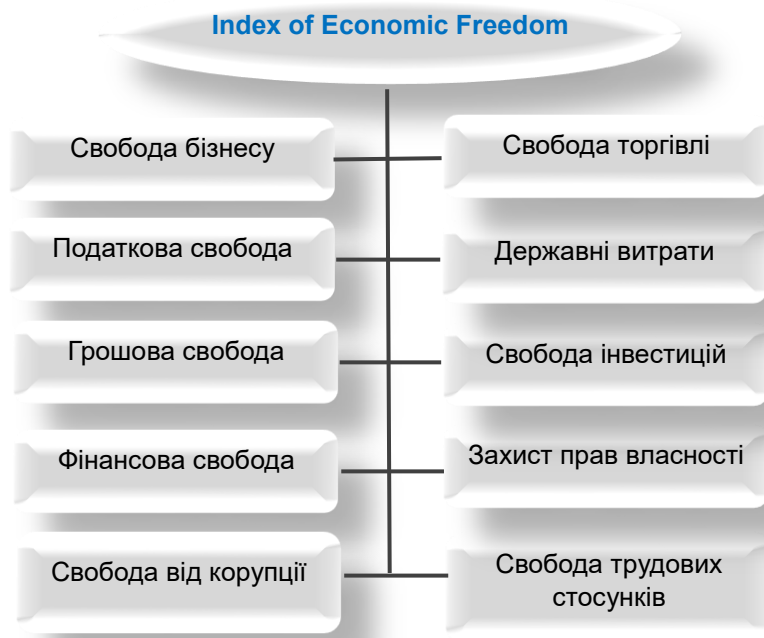 Index of Economic Freedom
Свобода бізнесу
Свобода торгівлі
Податкова свобода
Державні витрати
Грошова свобода
Свобода інвестицій
Фінансова свобода
Захист прав власності
Свобода від корупції
Свобода трудових
стосунків